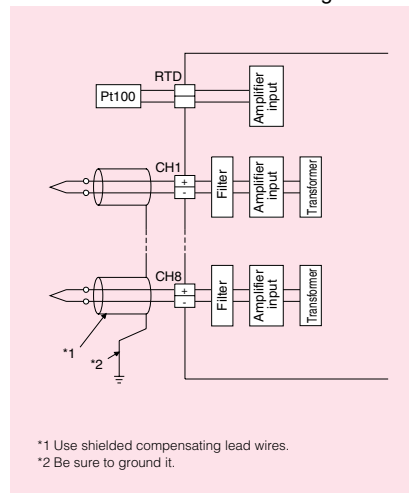 RTD
Pt100
Amplifier
input
CH1
+
-
Filter
Amplifier
input
Transformer
CH8
+
-
Filter
Amplifier
input
Transformer
*1
*2
*1 Use shielded compensating lead wires.
*2 Be sure to ground it.